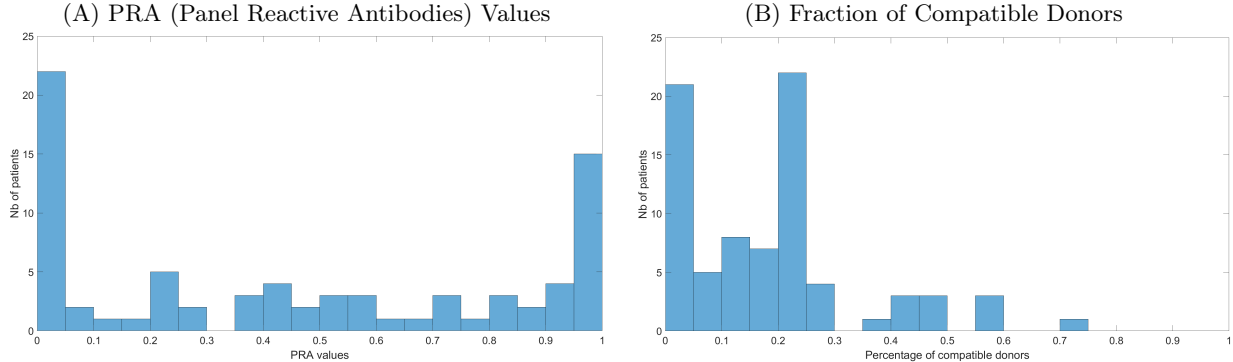 (A) PRA (Panel Reactive Antibodies) Values
25
20
15
10
5
0
Nb of patients
0 0.1 0.2 0.3 0.4 0.5 0.6 0.7 0.8 0.9 1
PRA values
(B) Fraction of Compatible Donors
25
20
15
10
5
0
Nb of patients
0 0.1 0.2 0.3 0.4 0.5 0.6 0.7 0.8 0.9 1
Percentage of compatible donors